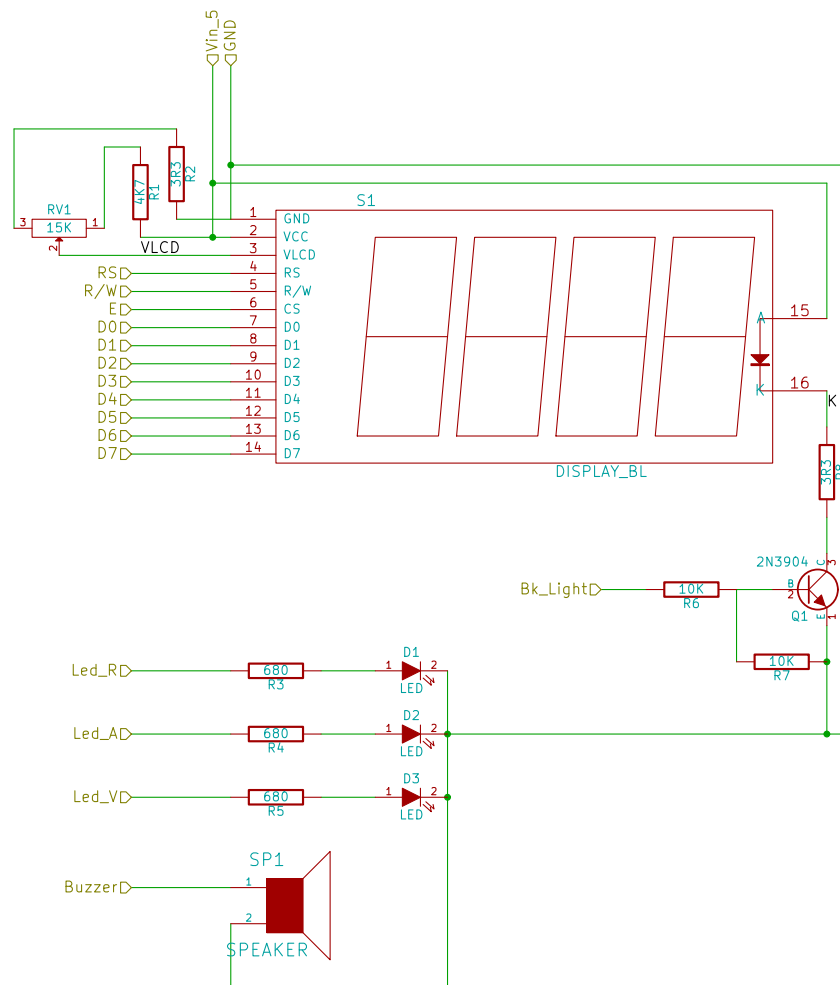 Vin_5
GND
4K7
R1
3R3
R2
RV1
3
15K
1
2
VLCD
S1
1 GND
2 VCC
3 VLCD
RS 4 RS
R/W 5 R/W
E 6 CS
D0 7 D0
D1 8 D1
D2 9 D2
D3 10 D3
D4 11 D4
D5 12 D5
D6 13 D6
D7 14 D7
A 15
K 16
K
DISPLAY_BL
3R3
2N3904
C
3
B
2
Q1
E
1
Bk_Light
10K
R6
10K
R7
Led_R
680
R3
D1
1 2
LED
Led_A
680
R4
D2
1 2
LED
Led_V
680
R5
D3
1 2
LED
SP1
Buzzer
1
2
SPEAKER